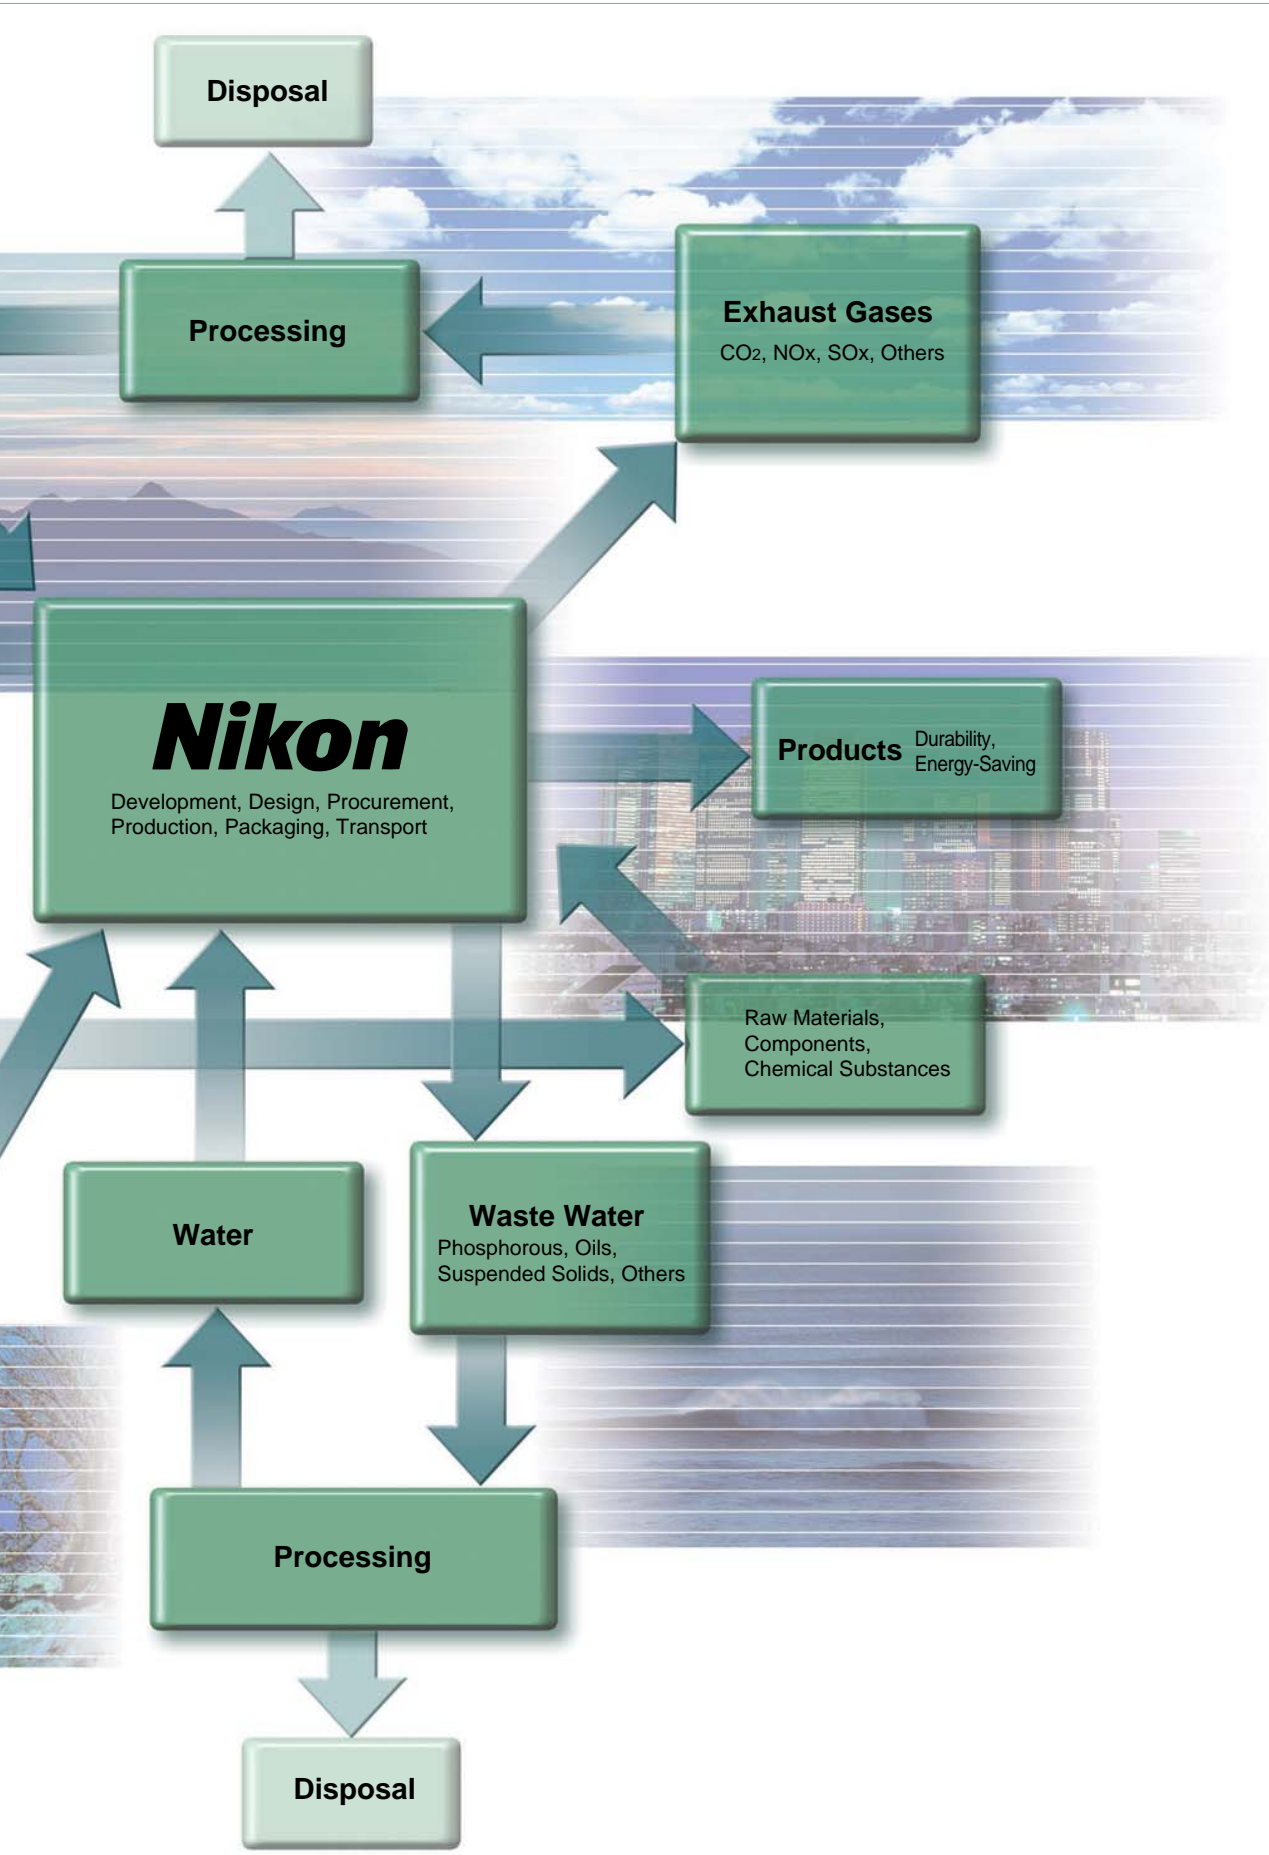 Disposal
Processing
Exhaust Gases
CO2, NOx, SOx, Others
Nikon
Development, Design, Procurement,
Production, Packaging, Transport
Products
Durability,
Energy-Saving
Raw Materials,
Components,
Chemical Substances
Water
Waste Water
Phosphorous, Oils,
Suspended Solids, Others
Processing
Disposal